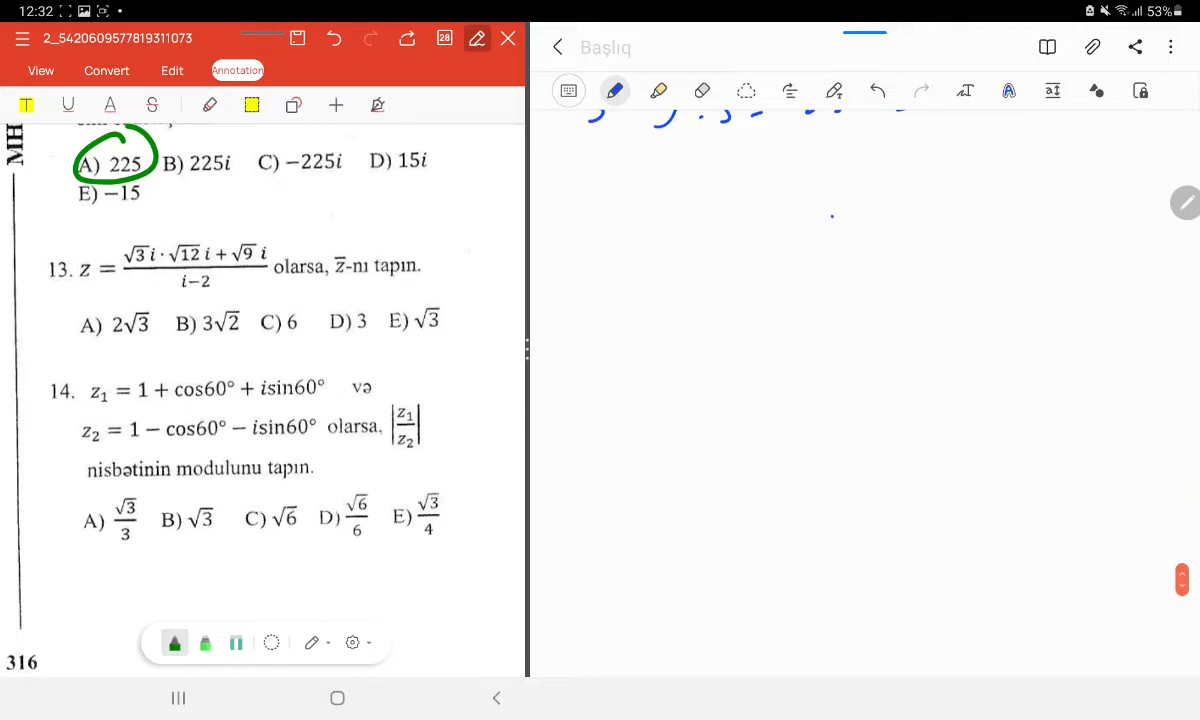 12:32
53%
2_5420609577819311073
28
View Convert Edit Annotation
Başlıq
MH
A) 225 B) 225i C) −225i D) 15i
E) −15
13. z = (√3 i · √12 i + √9 i)/(i−2) olarsa, z̅-nı tapın.
A) 2√3 B) 3√2 C) 6 D) 3 E) √3
14. z₁ = 1 + cos60° + isin60° və
z₂ = 1 − cos60° − isin60° olarsa, |z₁/z₂|
nisbətinin modulunu tapın.
A) √3/3 B) √3 C) √6 D) √6/6 E) √3/4
316